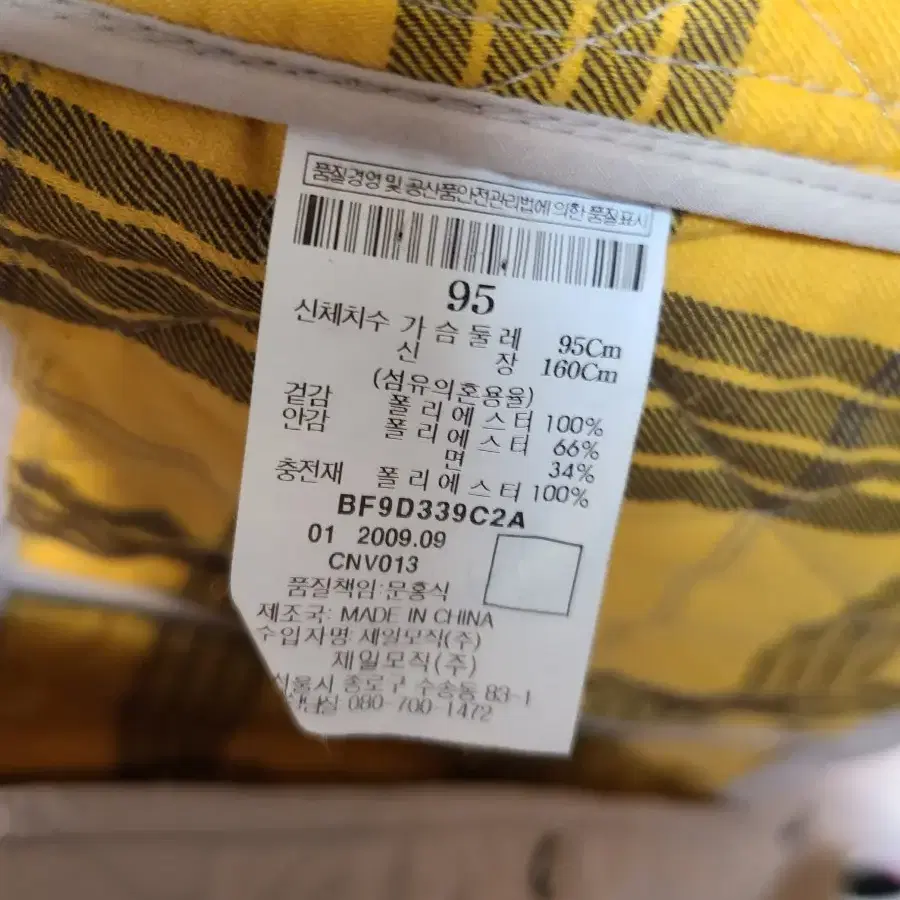 품질경영 및 공산품안전관리법에 의한 품질표시
95
신체치수 가슴둘레 95Cm
신장 160Cm
(섬유의혼용율)
겉감 폴리에스터 100%
안감 폴리에스터 66%
면 34%
충전재 폴리에스터 100%
BF9D339C2A
01 2009.09
CNV013
품질책임:문홍식
제조국: MADE IN CHINA
수입자명: 제일모직(주)
제일모직(주)
서울시 종로구 수송동 83-1
080-700-1472